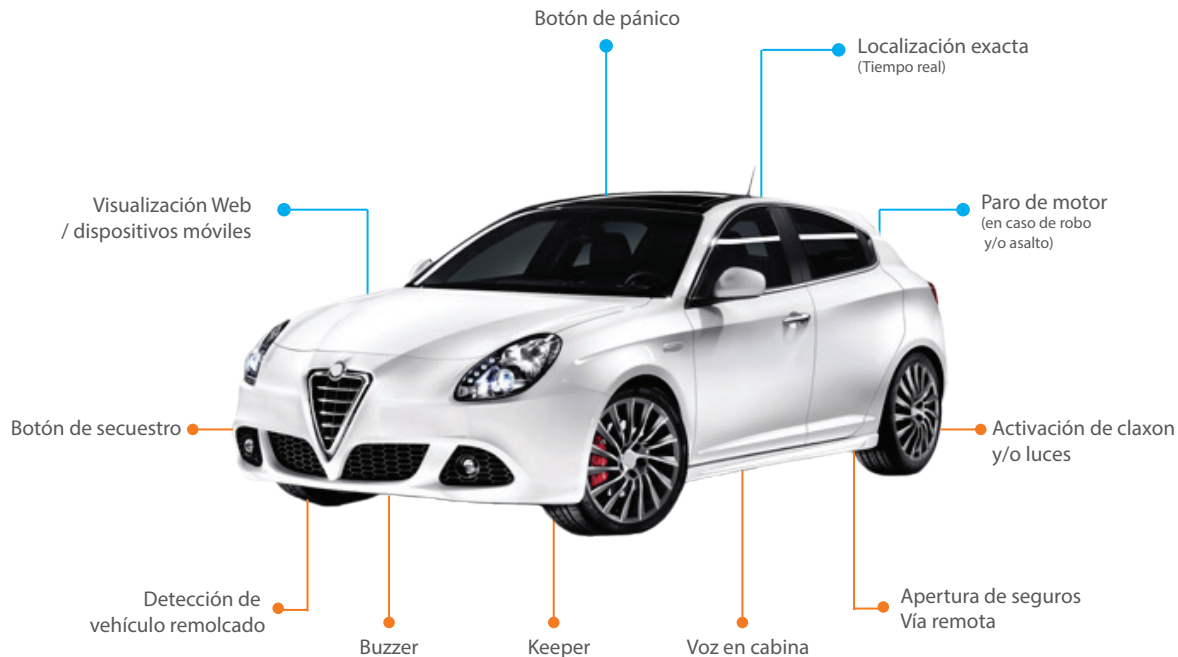 Botón de pánico
Localización exacta
(Tiempo real)
Visualización Web
/ dispositivos móviles
Paro de motor
(en caso de robo
y/o asalto)
Botón de secuestro
Activación de claxon
y/o luces
Detección de
vehículo remolcado
Buzzer
Keeper
Voz en cabina
Apertura de seguros
Vía remota